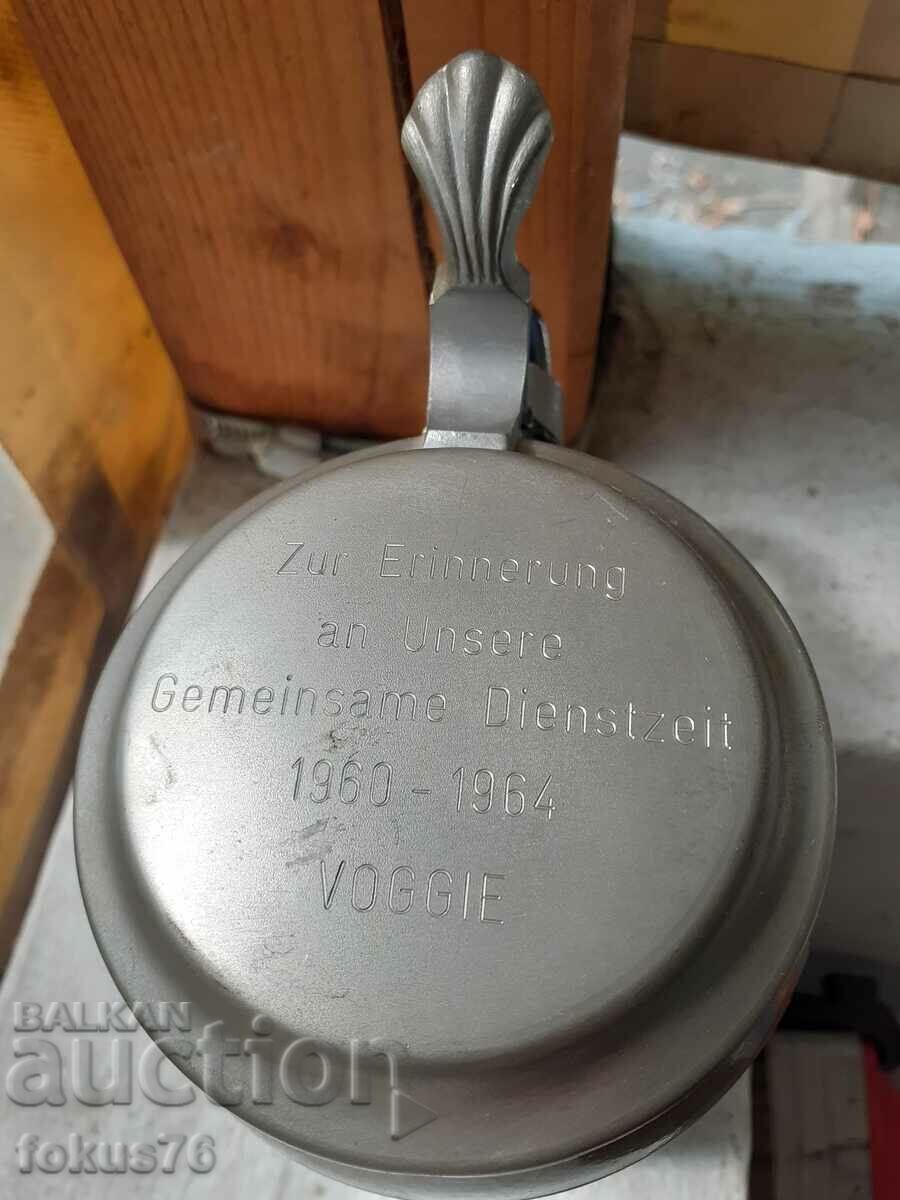 Zur Erinnerung
an Unsere
Gemeinsame Dienstzeit
1960 - 1964
VOGGIE
BALKAN
auction
fokus76